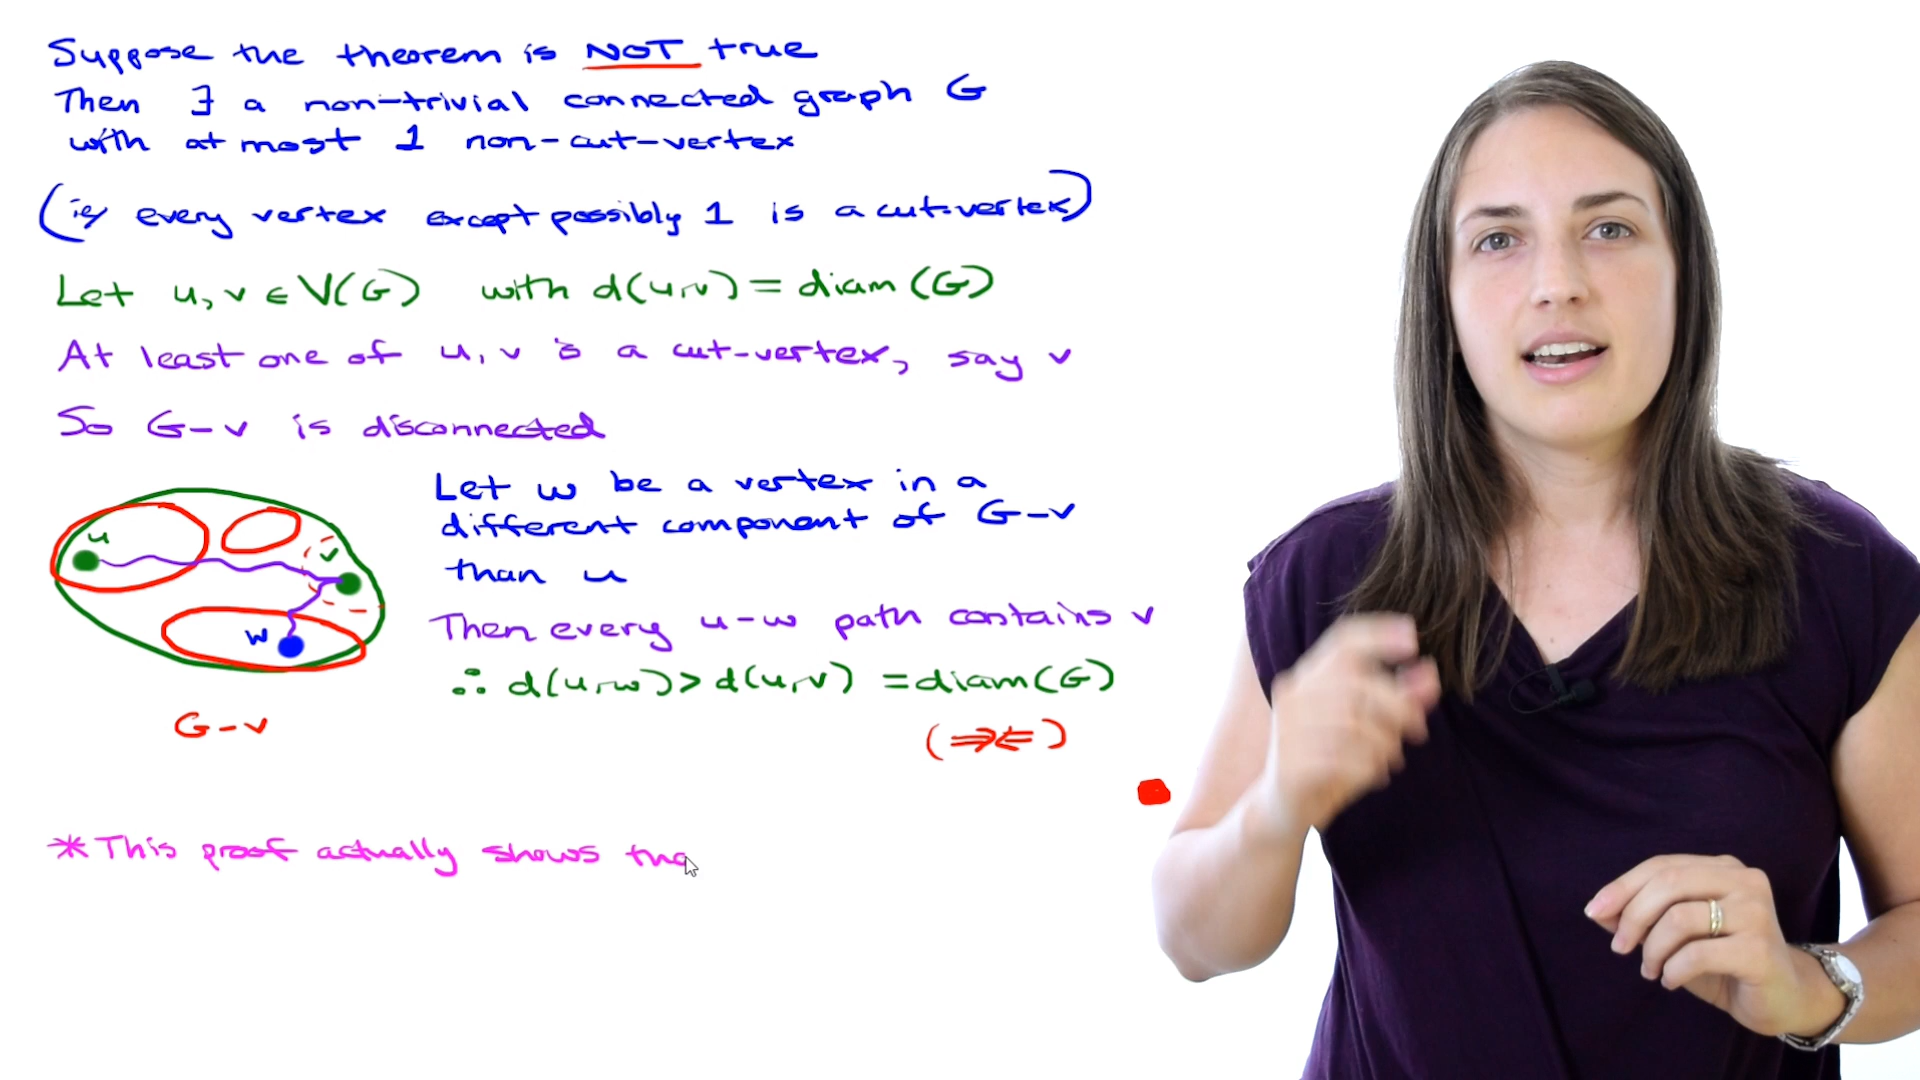 Suppose the theorem is NOT true
Then ∃ a non-trivial connected graph G
with at most 1 non-cut-vertex
(ie, every vertex except possibly 1 is a cut-vertex)
Let u, v ∈ V(G) with d(u,v) = diam(G)
At least one of u, v is a cut-vertex, say v
So G-v is disconnected
u
v
w
G-v
Let w be a vertex in a
different component of G-v
than u
Then every u-w path contains v
∴ d(u,w) > d(u,v) = diam(G)
(⇒⇐)
*This proof actually shows tha